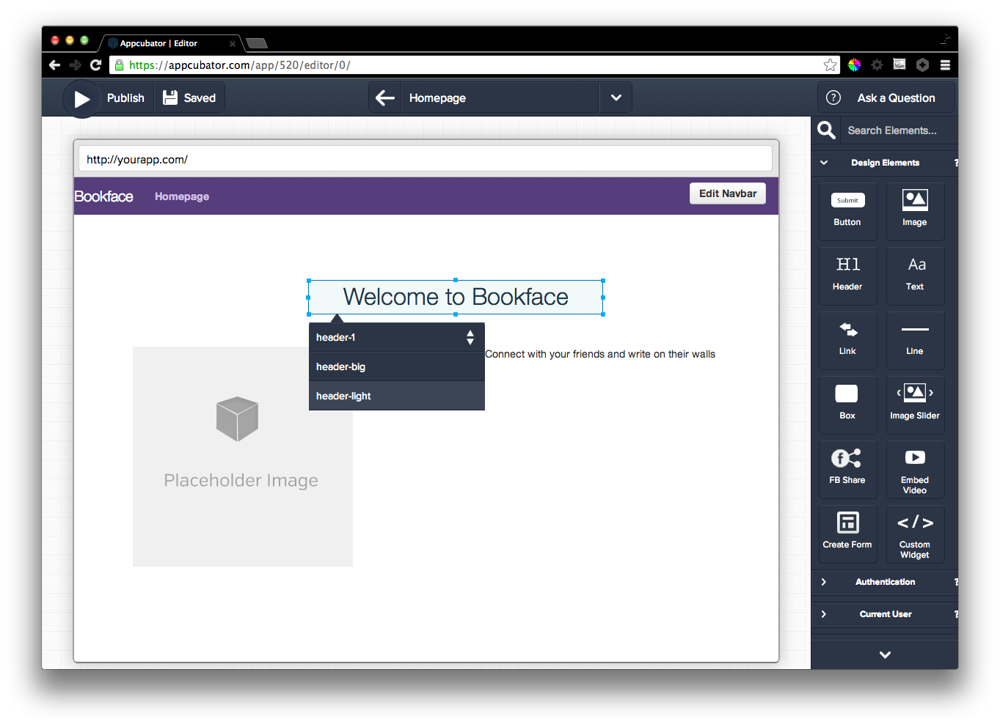 Appcubator | Editor
https://appcubator.com/app/520/editor/0/
Publish
Saved
Homepage
? Ask a Question
Search Elements...
http://yourapp.com/
Bookface
Homepage
Edit Navbar
Welcome to Bookface
header-1
header-big
header-light
Connect with your friends and write on their walls
Placeholder Image
Design Elements ?
Submit
Button
Image
H1
Header
Aa
Text
Link
Line
Box
Image Slider
f
FB Share
Embed
Video
Create Form
</>
Custom
Widget
Authentication ?
Current User ?